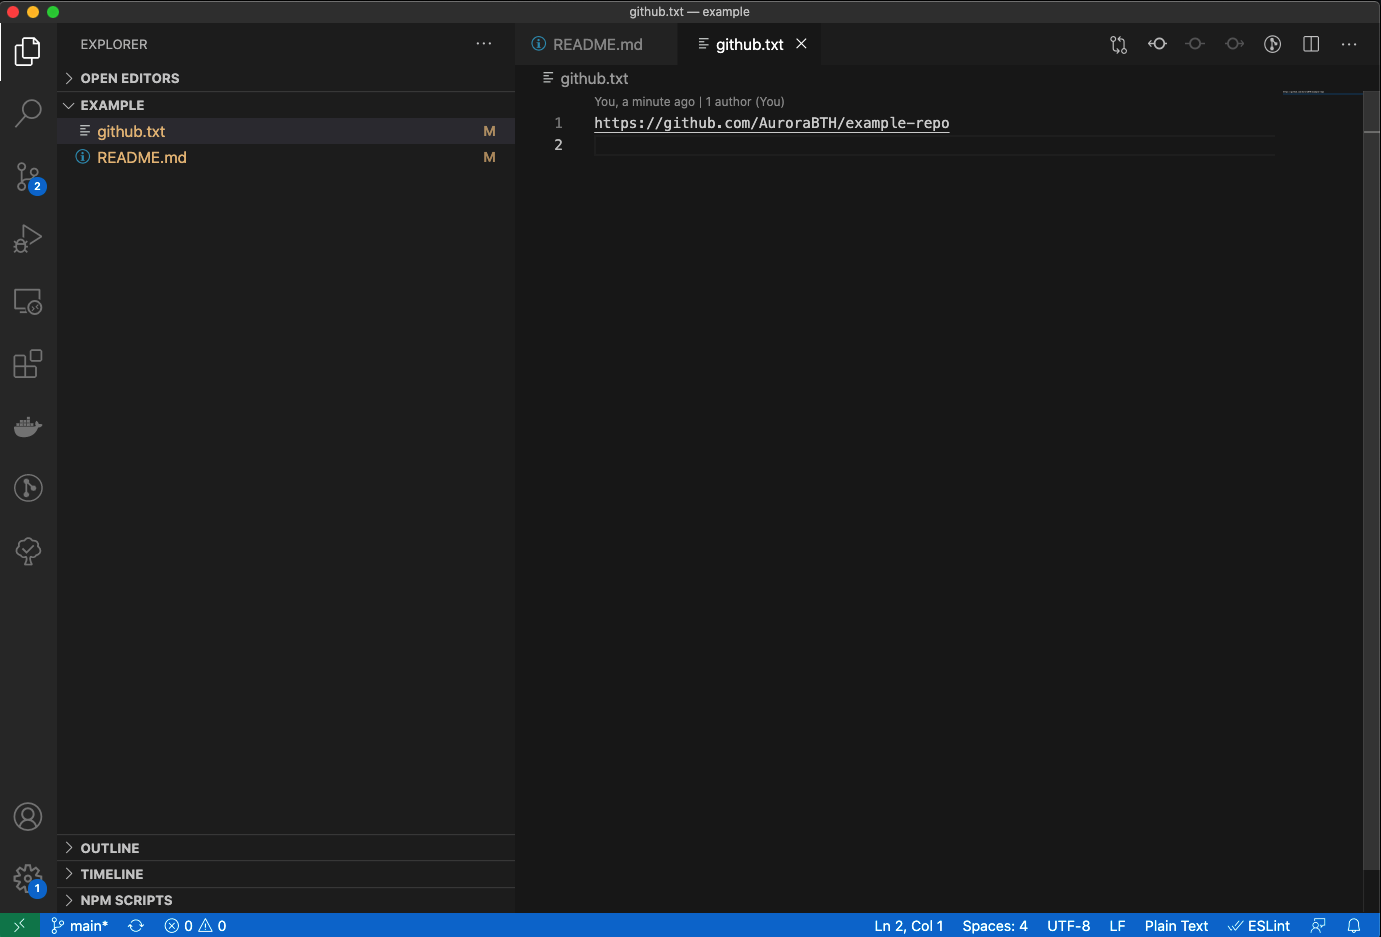 github.txt — example
EXPLORER
OPEN EDITORS
EXAMPLE
github.txt M
README.md M
OUTLINE
TIMELINE
NPM SCRIPTS
README.md
github.txt
github.txt
You, a minute ago | 1 author (You)
1 https://github.com/AuroraBTH/example-repo
2
2
1
main* 0 0 Ln 2, Col 1 Spaces: 4 UTF-8 LF Plain Text ESLint